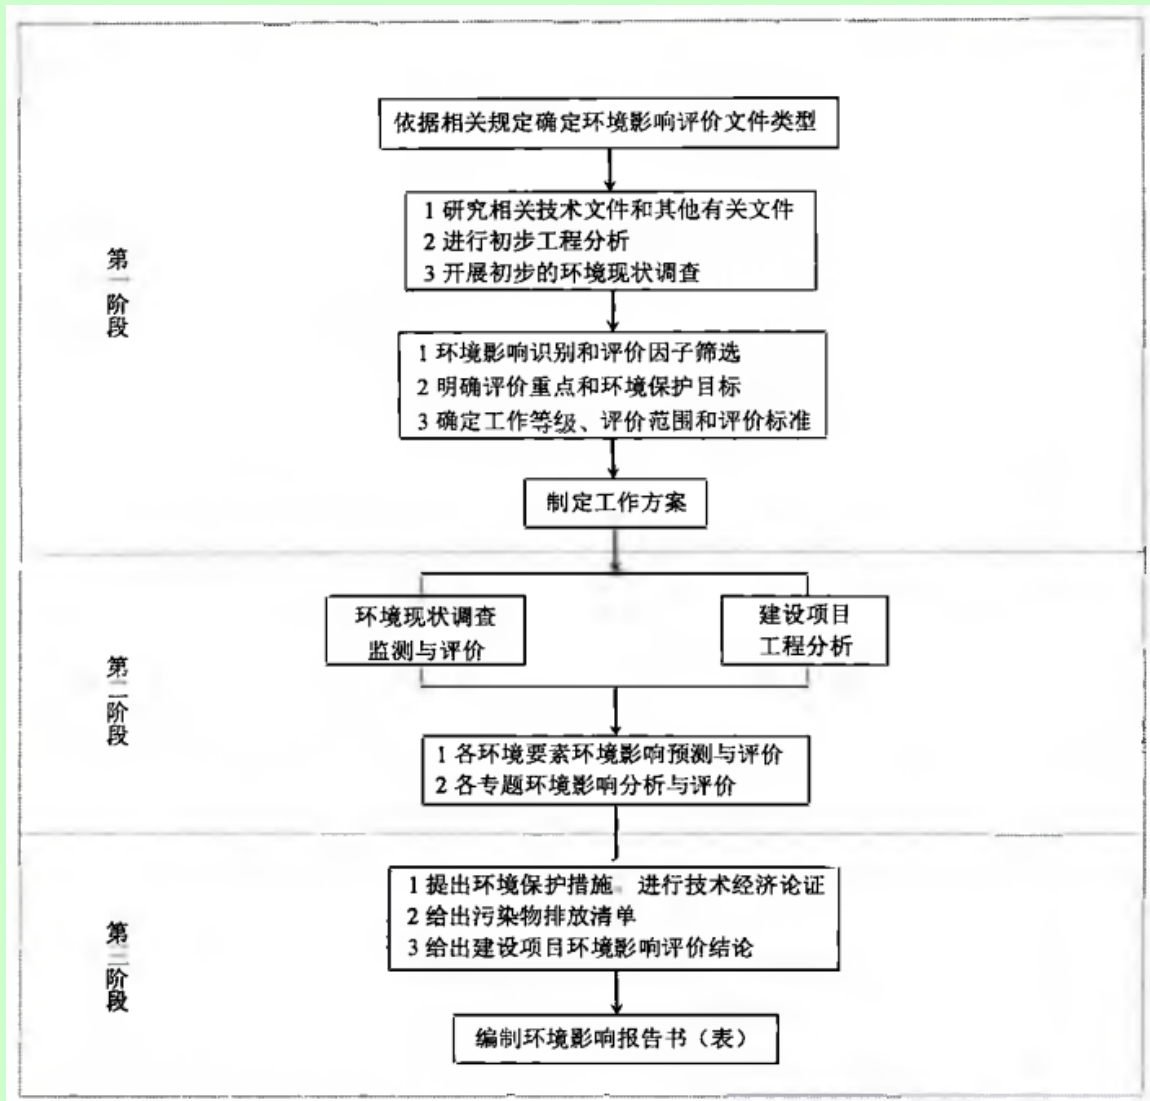 依据相关规定确定环境影响评价文件类型
第一阶段
1 研究相关技术文件和其他有关文件
2 进行初步工程分析
3 开展初步的环境现状调查
1 环境影响识别和评价因子筛选
2 明确评价重点和环境保护目标
3 确定工作等级、评价范围和评价标准
制定工作方案
第二阶段
环境现状调查
监测与评价
建设项目
工程分析
1 各环境要素环境影响预测与评价
2 各专题环境影响分析与评价
第三阶段
1 提出环境保护措施、进行技术经济论证
2 给出污染物排放清单
3 给出建设项目环境影响评价结论
编制环境影响报告书（表）